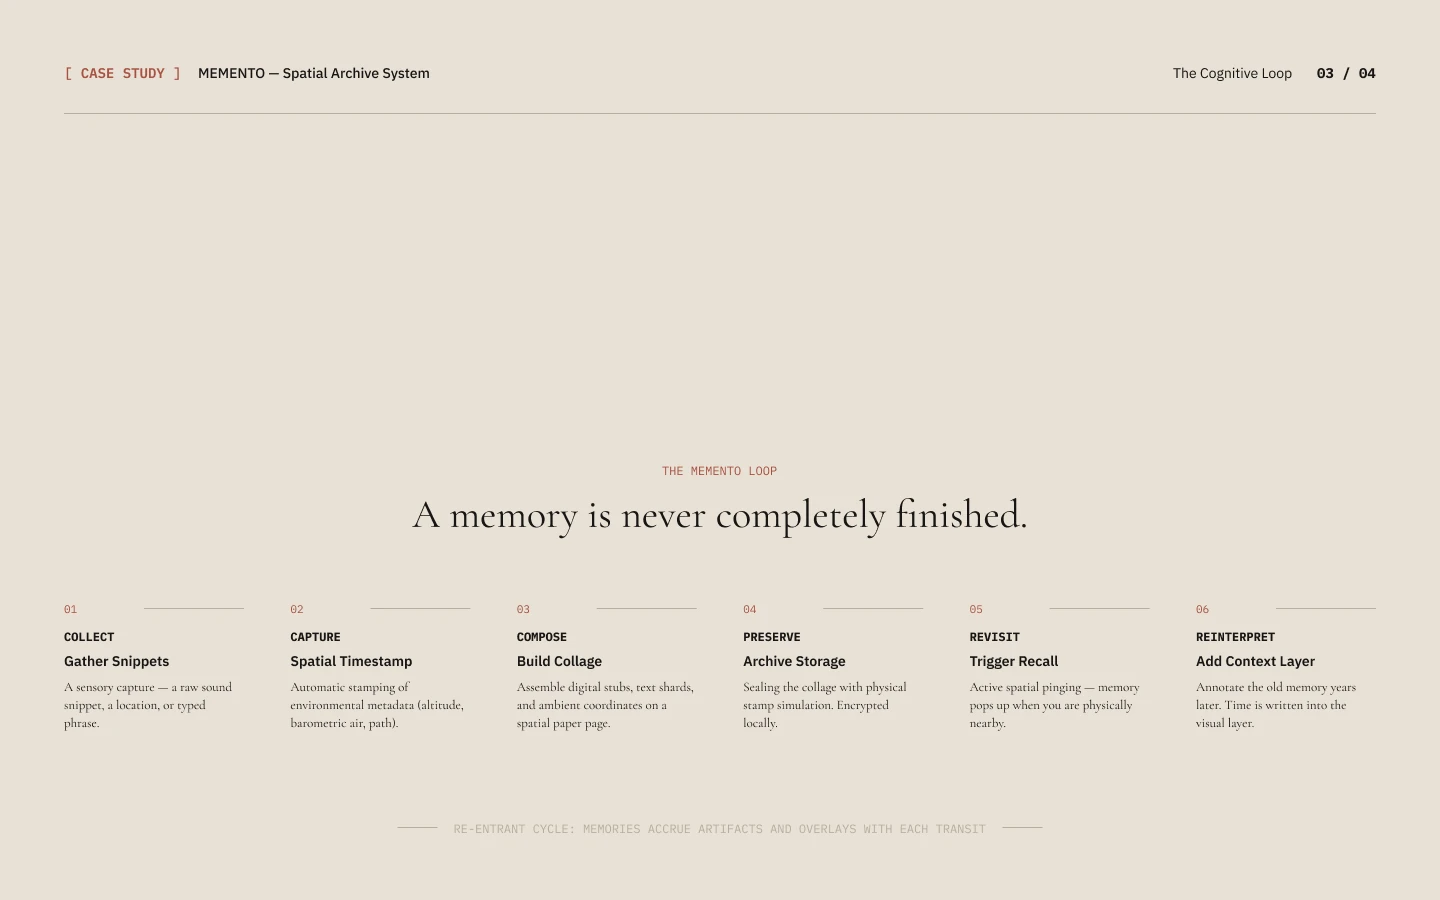 [ CASE STUDY ] MEMENTO — Spatial Archive System
The Cognitive Loop 03 / 04
THE MEMENTO LOOP
A memory is never completely finished.
01
COLLECT
Gather Snippets
A sensory capture — a raw sound
snippet, a location, or typed
phrase.
02
CAPTURE
Spatial Timestamp
Automatic stamping of
environmental metadata (altitude,
barometric air, path).
03
COMPOSE
Build Collage
Assemble digital stubs, text shards,
and ambient coordinates on a
spatial paper page.
04
PRESERVE
Archive Storage
Sealing the collage with physical
stamp simulation. Encrypted
locally.
05
REVISIT
Trigger Recall
Active spatial pinging — memory
pops up when you are physically
nearby.
06
REINTERPRET
Add Context Layer
Annotate the old memory years
later. Time is written into the
visual layer.
RE-ENTRANT CYCLE: MEMORIES ACCRUE ARTIFACTS AND OVERLAYS WITH EACH TRANSIT